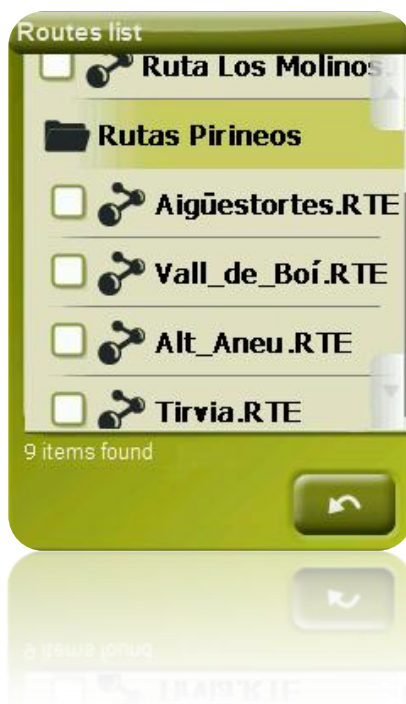 Routes list
Ruta Los Molinos.
Rutas Pirineos
Aigüestortes.RTE
Vall_de_Boí.RTE
Alt_Aneu.RTE
Tirvia.RTE
9 items found